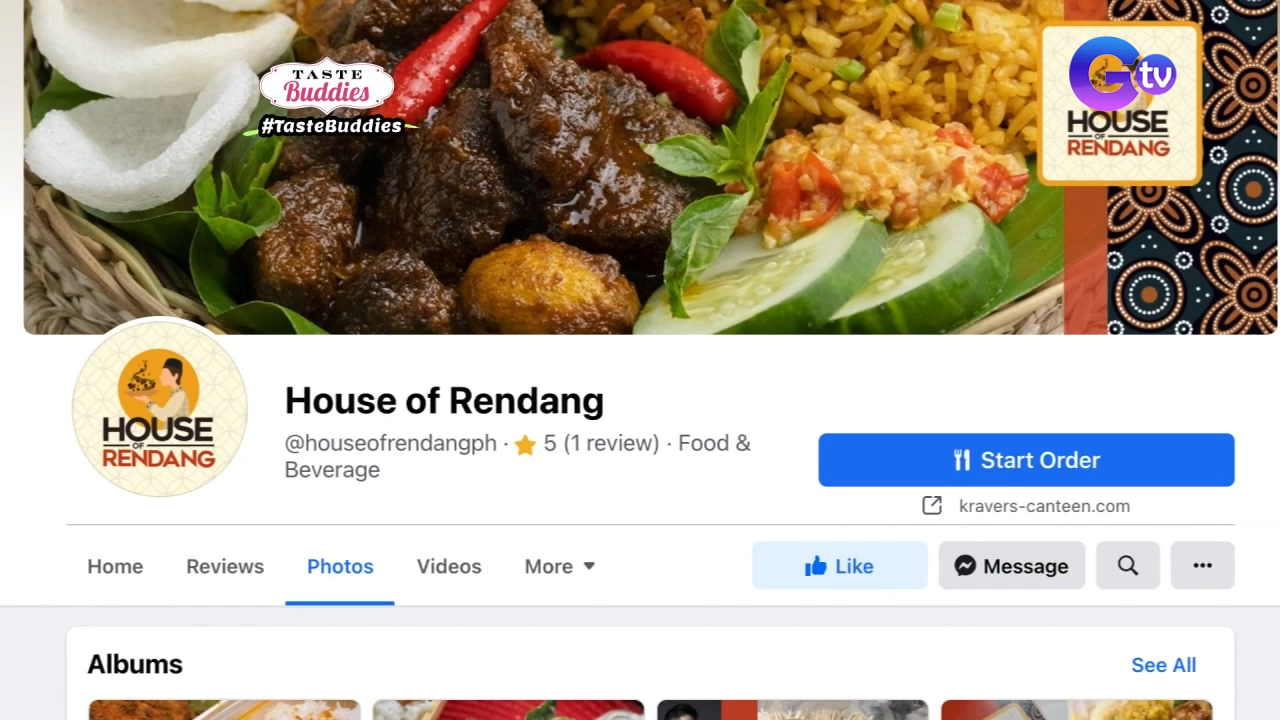 TASTE
Buddies
#TasteBuddies
G tv
HOUSE
OF
RENDANG
HOUSE
OF
RENDANG
House of Rendang
@houseofrendangph · 5 (1 review) · Food &
Beverage
Start Order
kravers-canteen.com
Home Reviews Photos Videos More
Like Message
Albums See All